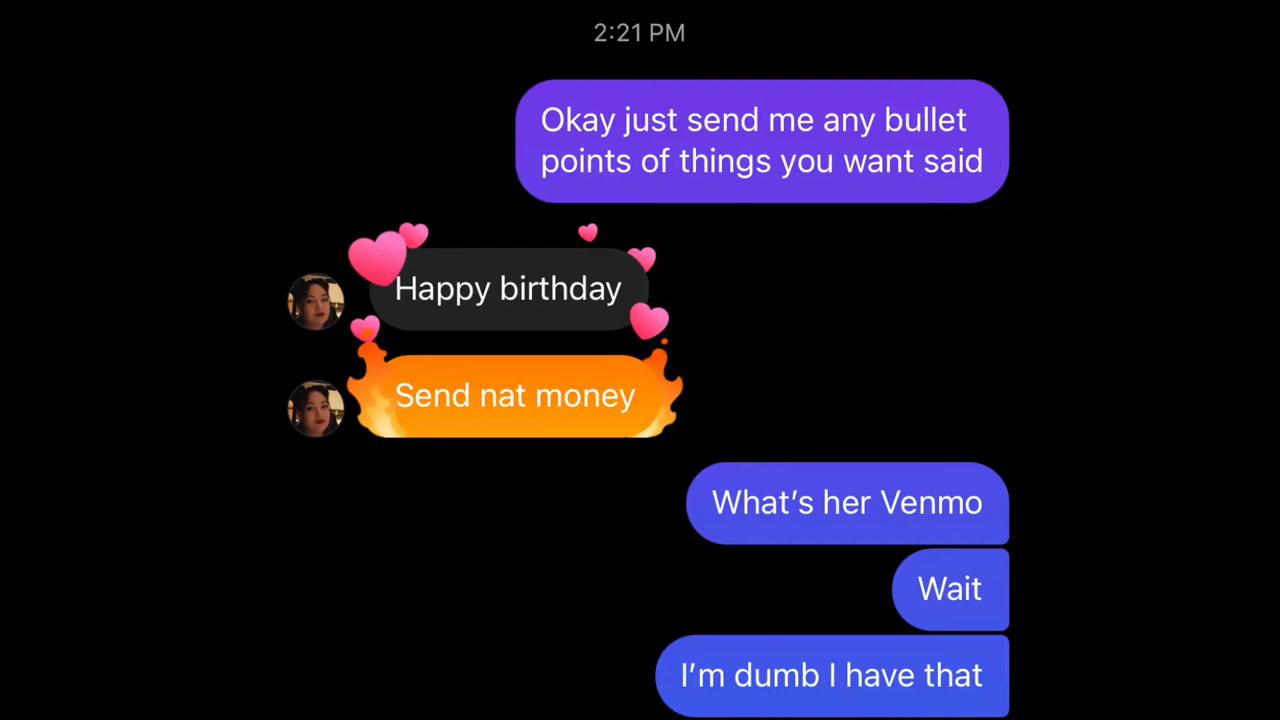 2:21 PM
Okay just send me any bullet
points of things you want said
Happy birthday
Send nat money
What’s her Venmo
Wait
I’m dumb I have that